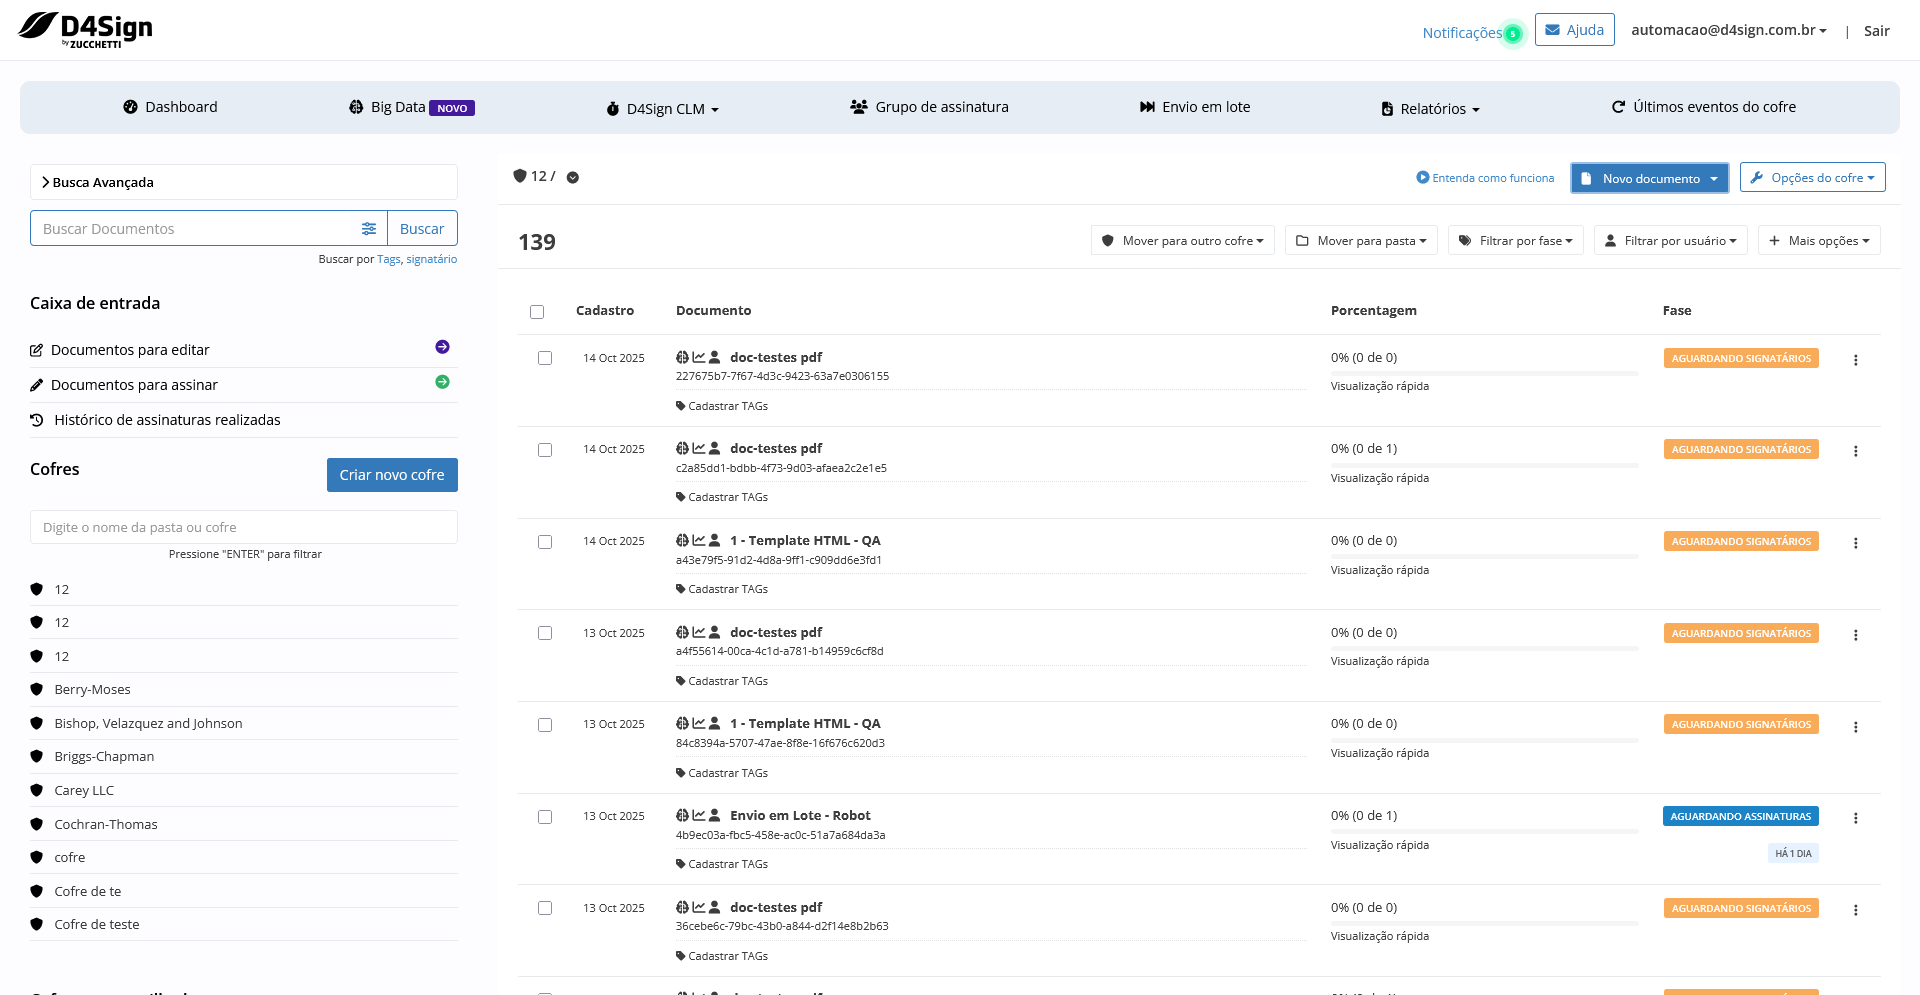 D4Sign
by ZUCCHETTI
Notificações 5
Ajuda
automacao@d4sign.com.br
|
Sair
Dashboard
Big Data NOVO
D4Sign CLM
Grupo de assinatura
Envio em lote
Relatórios
Últimos eventos do cofre
Busca Avançada
Buscar Documentos
Buscar
Buscar por Tags, signatário
Caixa de entrada
Documentos para editar
Documentos para assinar
Histórico de assinaturas realizadas
Cofres
Criar novo cofre
Digite o nome da pasta ou cofre
Pressione "ENTER" para filtrar
12
12
12
Berry-Moses
Bishop, Velazquez and Johnson
Briggs-Chapman
Carey LLC
Cochran-Thomas
cofre
Cofre de te
Cofre de teste
12 /
Entenda como funciona
Novo documento
Opções do cofre
139
Mover para outro cofre
Mover para pasta
Filtrar por fase
Filtrar por usuário
Mais opções
Cadastro Documento Porcentagem Fase
14 Oct 2025 doc-testes pdf 0% (0 de 0) AGUARDANDO SIGNATÁRIOS
227675b7-7f67-4d3c-9423-63a7e0306155
Visualização rápida
Cadastrar TAGs
14 Oct 2025 doc-testes pdf 0% (0 de 1) AGUARDANDO SIGNATÁRIOS
c2a85dd1-bdbb-4f73-9d03-afaea2c2e1e5
Visualização rápida
Cadastrar TAGs
14 Oct 2025 1 - Template HTML - QA 0% (0 de 0) AGUARDANDO SIGNATÁRIOS
a43e79f5-91d2-4d8a-9ff1-c909dd6e3fd1
Visualização rápida
Cadastrar TAGs
13 Oct 2025 doc-testes pdf 0% (0 de 0) AGUARDANDO SIGNATÁRIOS
a4f55614-00ca-4c1d-a781-b14959c6cf8d
Visualização rápida
Cadastrar TAGs
13 Oct 2025 1 - Template HTML - QA 0% (0 de 0) AGUARDANDO SIGNATÁRIOS
84c8394a-5707-47ae-8f8e-16f676c620d3
Visualização rápida
Cadastrar TAGs
13 Oct 2025 Envio em Lote - Robot 0% (0 de 1) AGUARDANDO ASSINATURAS
4b9ec03a-fbc5-458e-ac0c-51a7a684da3a
Visualização rápida
HÁ 1 DIA
Cadastrar TAGs
13 Oct 2025 doc-testes pdf 0% (0 de 0) AGUARDANDO SIGNATÁRIOS
36cebe6c-79bc-43b0-a844-d2f14e8b2b63
Visualização rápida
Cadastrar TAGs